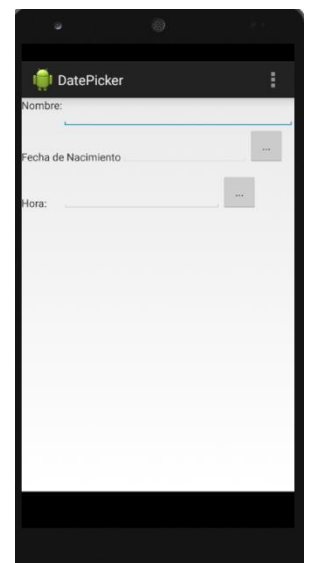 DatePicker
Nombre:
Fecha de Nacimiento
...
Hora:
...